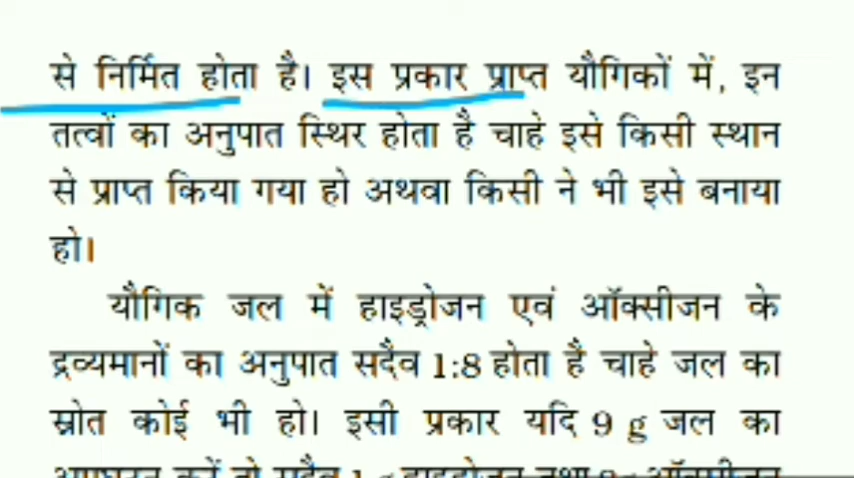 से निर्मित होता है। इस प्रकार प्राप्त यौगिकों में, इन
तत्वों का अनुपात स्थिर होता है चाहे इसे किसी स्थान
से प्राप्त किया गया हो अथवा किसी ने भी इसे बनाया
हो।
यौगिक जल में हाइड्रोजन एवं ऑक्सीजन के
द्रव्यमानों का अनुपात सदैव 1:8 होता है चाहे जल का
स्रोत कोई भी हो। इसी प्रकार यदि 9 g जल का